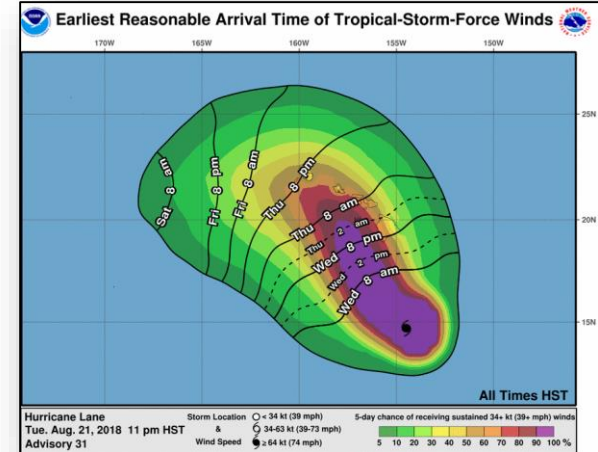 Earliest Reasonable Arrival Time of Tropical-Storm-Force Winds
170W 165W 160W 155W 150W
25N
20N
15N
Sat 8 am
Fri 8 pm
Fri 8 am
Thu 8 pm
Thu 8 am
Thu 2 am
Wed 8 pm
Wed 2 pm
Wed 8 am
All Times HST
Hurricane Lane
Tue. Aug. 21, 2018 11 pm HST
Advisory 31
Storm Location
&
Wind Speed
< 34 kt (39 mph)
34-63 kt (39-73 mph)
≥ 64 kt (74 mph)
5-day chance of receiving sustained 34+ kt (39+ mph) winds
5 10 20 30 40 50 60 70 80 90 100 %